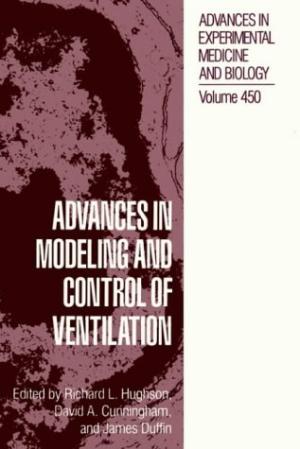 ADVANCES IN
EXPERIMENTAL
MEDICINE
AND BIOLOGY
Volume 450
ADVANCES IN
MODELING AND
CONTROL OF
VENTILATION
Edited by Richard L. Hughson,
David A. Cunningham,
and James Duffin